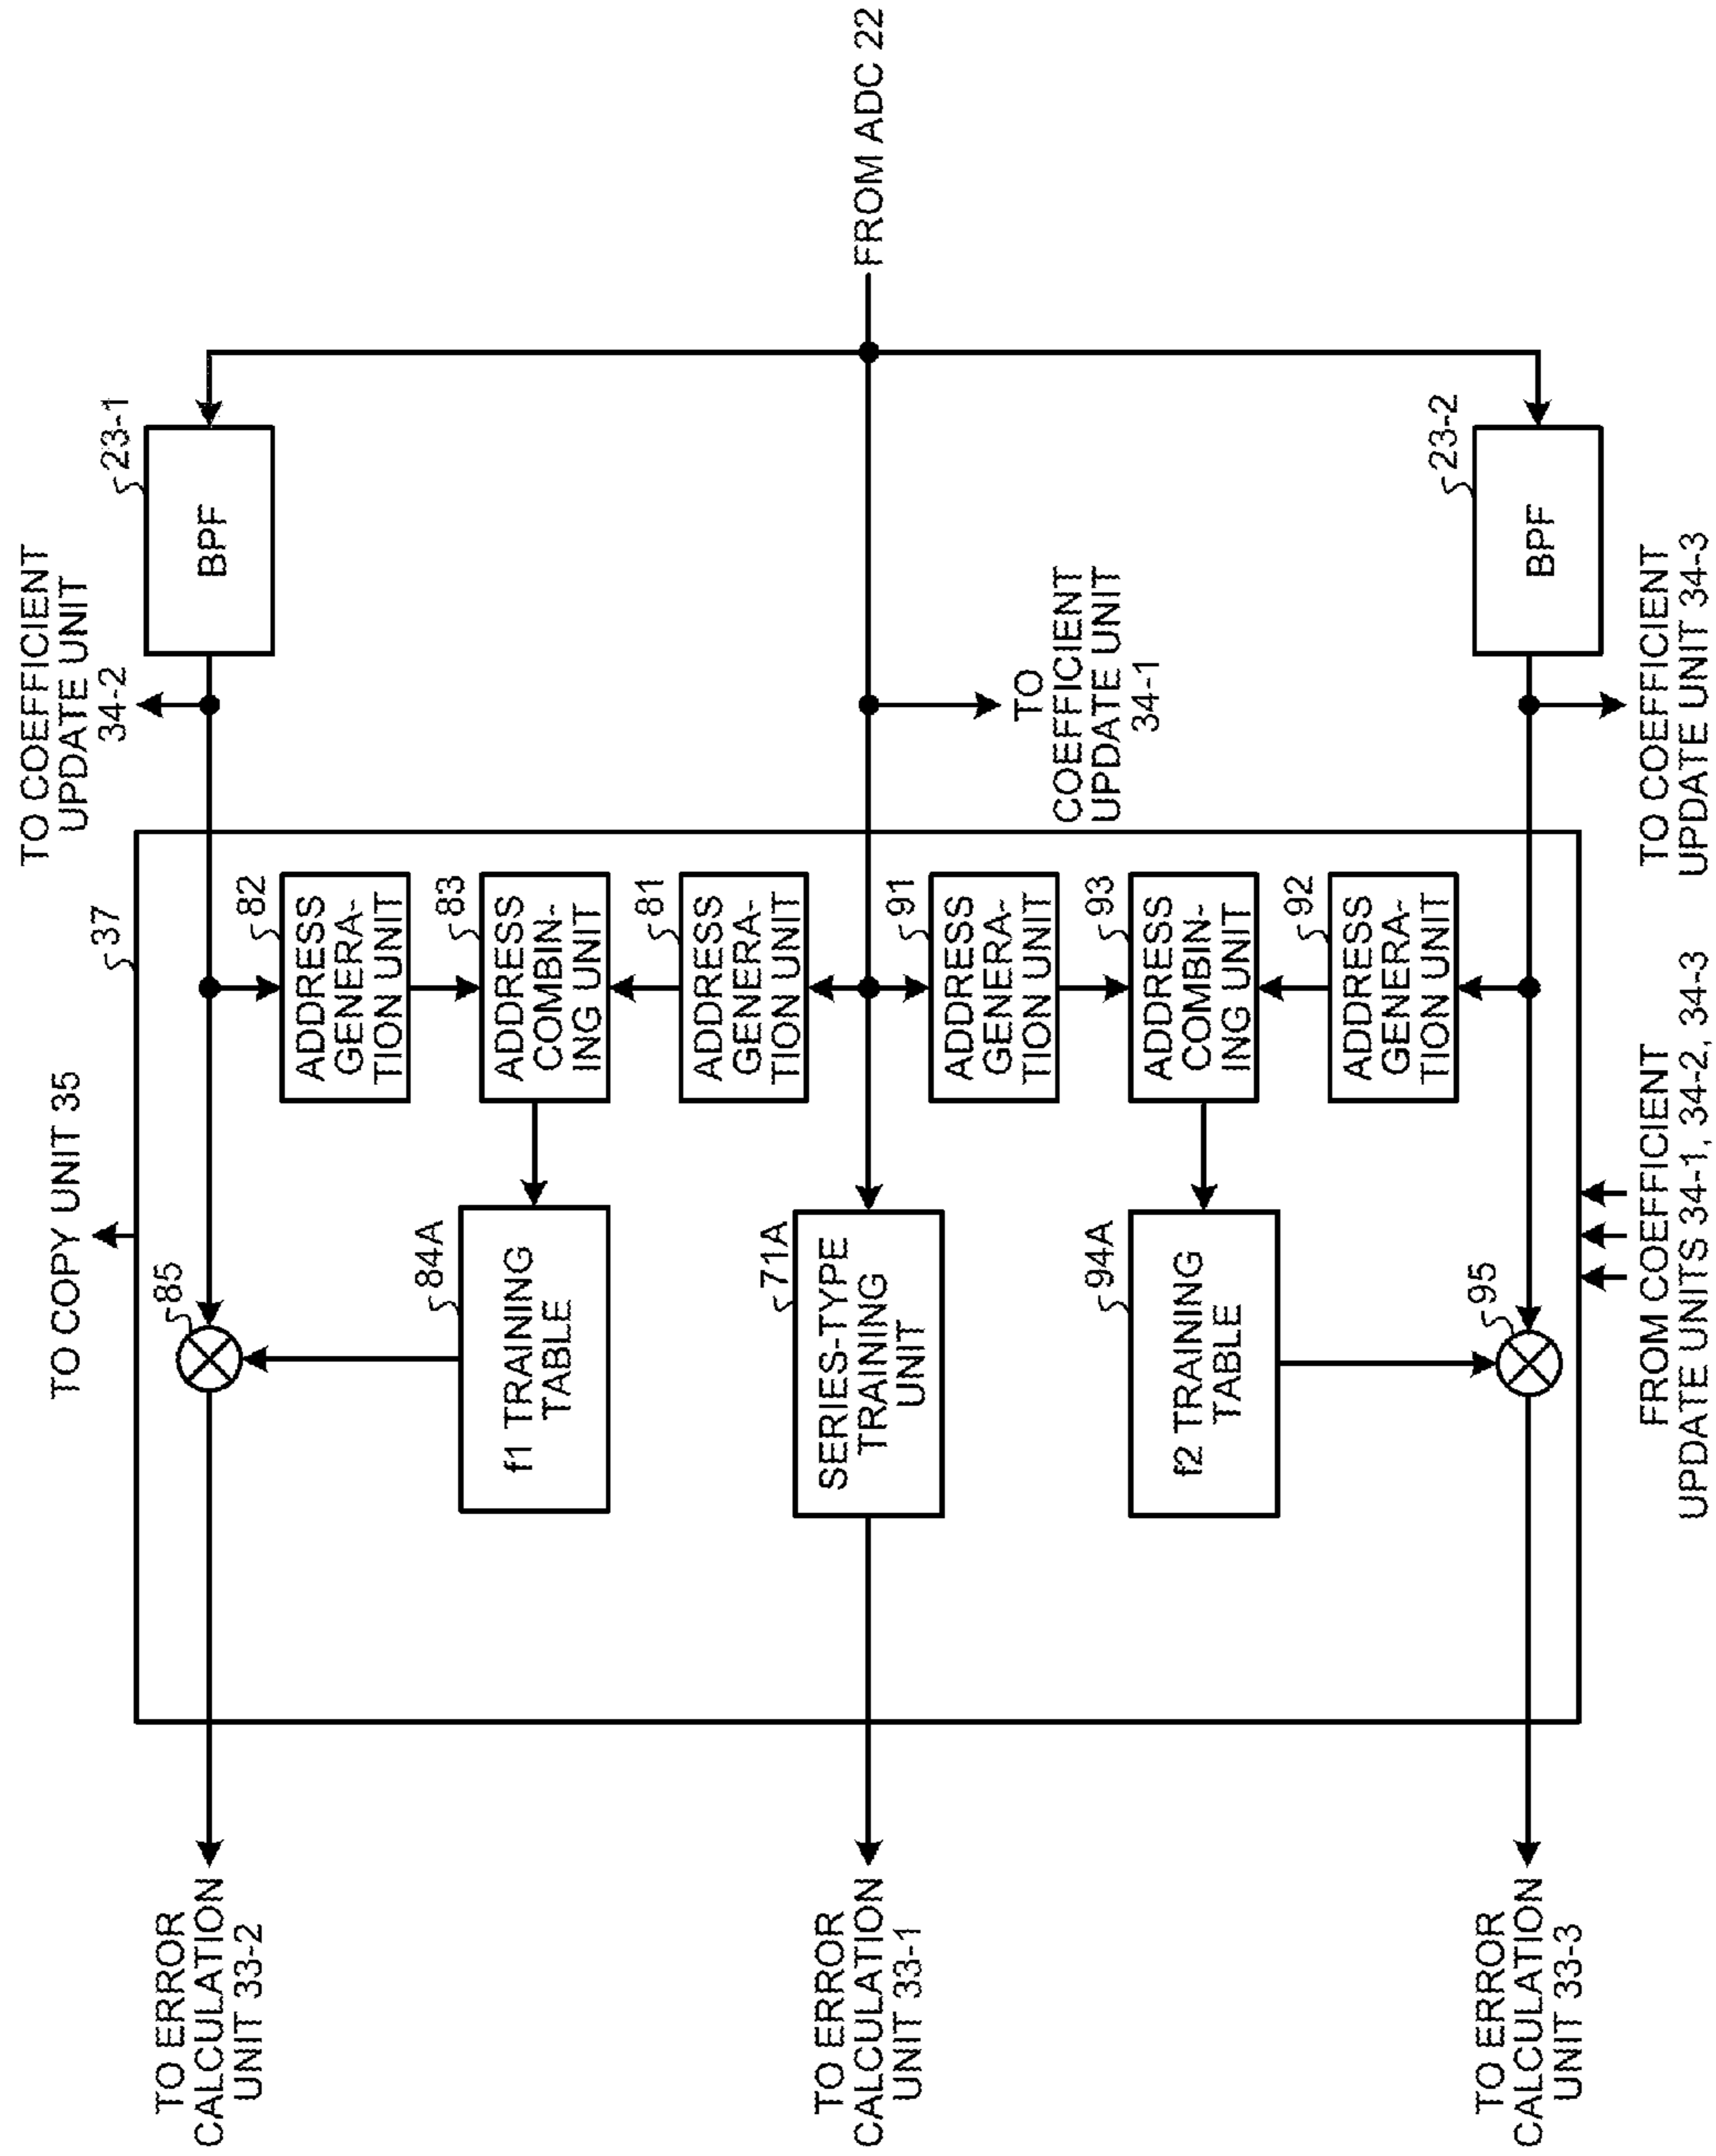 TO ERROR
CALCULATION
UNIT 33-2
TO COPY UNIT 35
37
TO COEFFICIENT
UPDATE UNIT
34-2
23-1
BPF
85
82
ADDRESS
GENERA-
TION UNIT
84A
f1 TRAINING
TABLE
83
ADDRESS
COMBIN-
ING UNIT
81
ADDRESS
GENERA-
TION UNIT
TO ERROR
CALCULATION
UNIT 33-1
71A
SERIES-TYPE
TRAINING
UNIT
FROM ADC 22
91
ADDRESS
GENERA-
TION UNIT
TO
COEFFICIENT
UPDATE UNIT
34-1
94A
f2 TRAINING
TABLE
93
ADDRESS
COMBIN-
ING UNIT
92
ADDRESS
GENERA-
TION UNIT
TO ERROR
CALCULATION
UNIT 33-3
95
23-2
BPF
FROM COEFFICIENT
UPDATE UNITS 34-1, 34-2, 34-3
TO COEFFICIENT
UPDATE UNIT 34-3